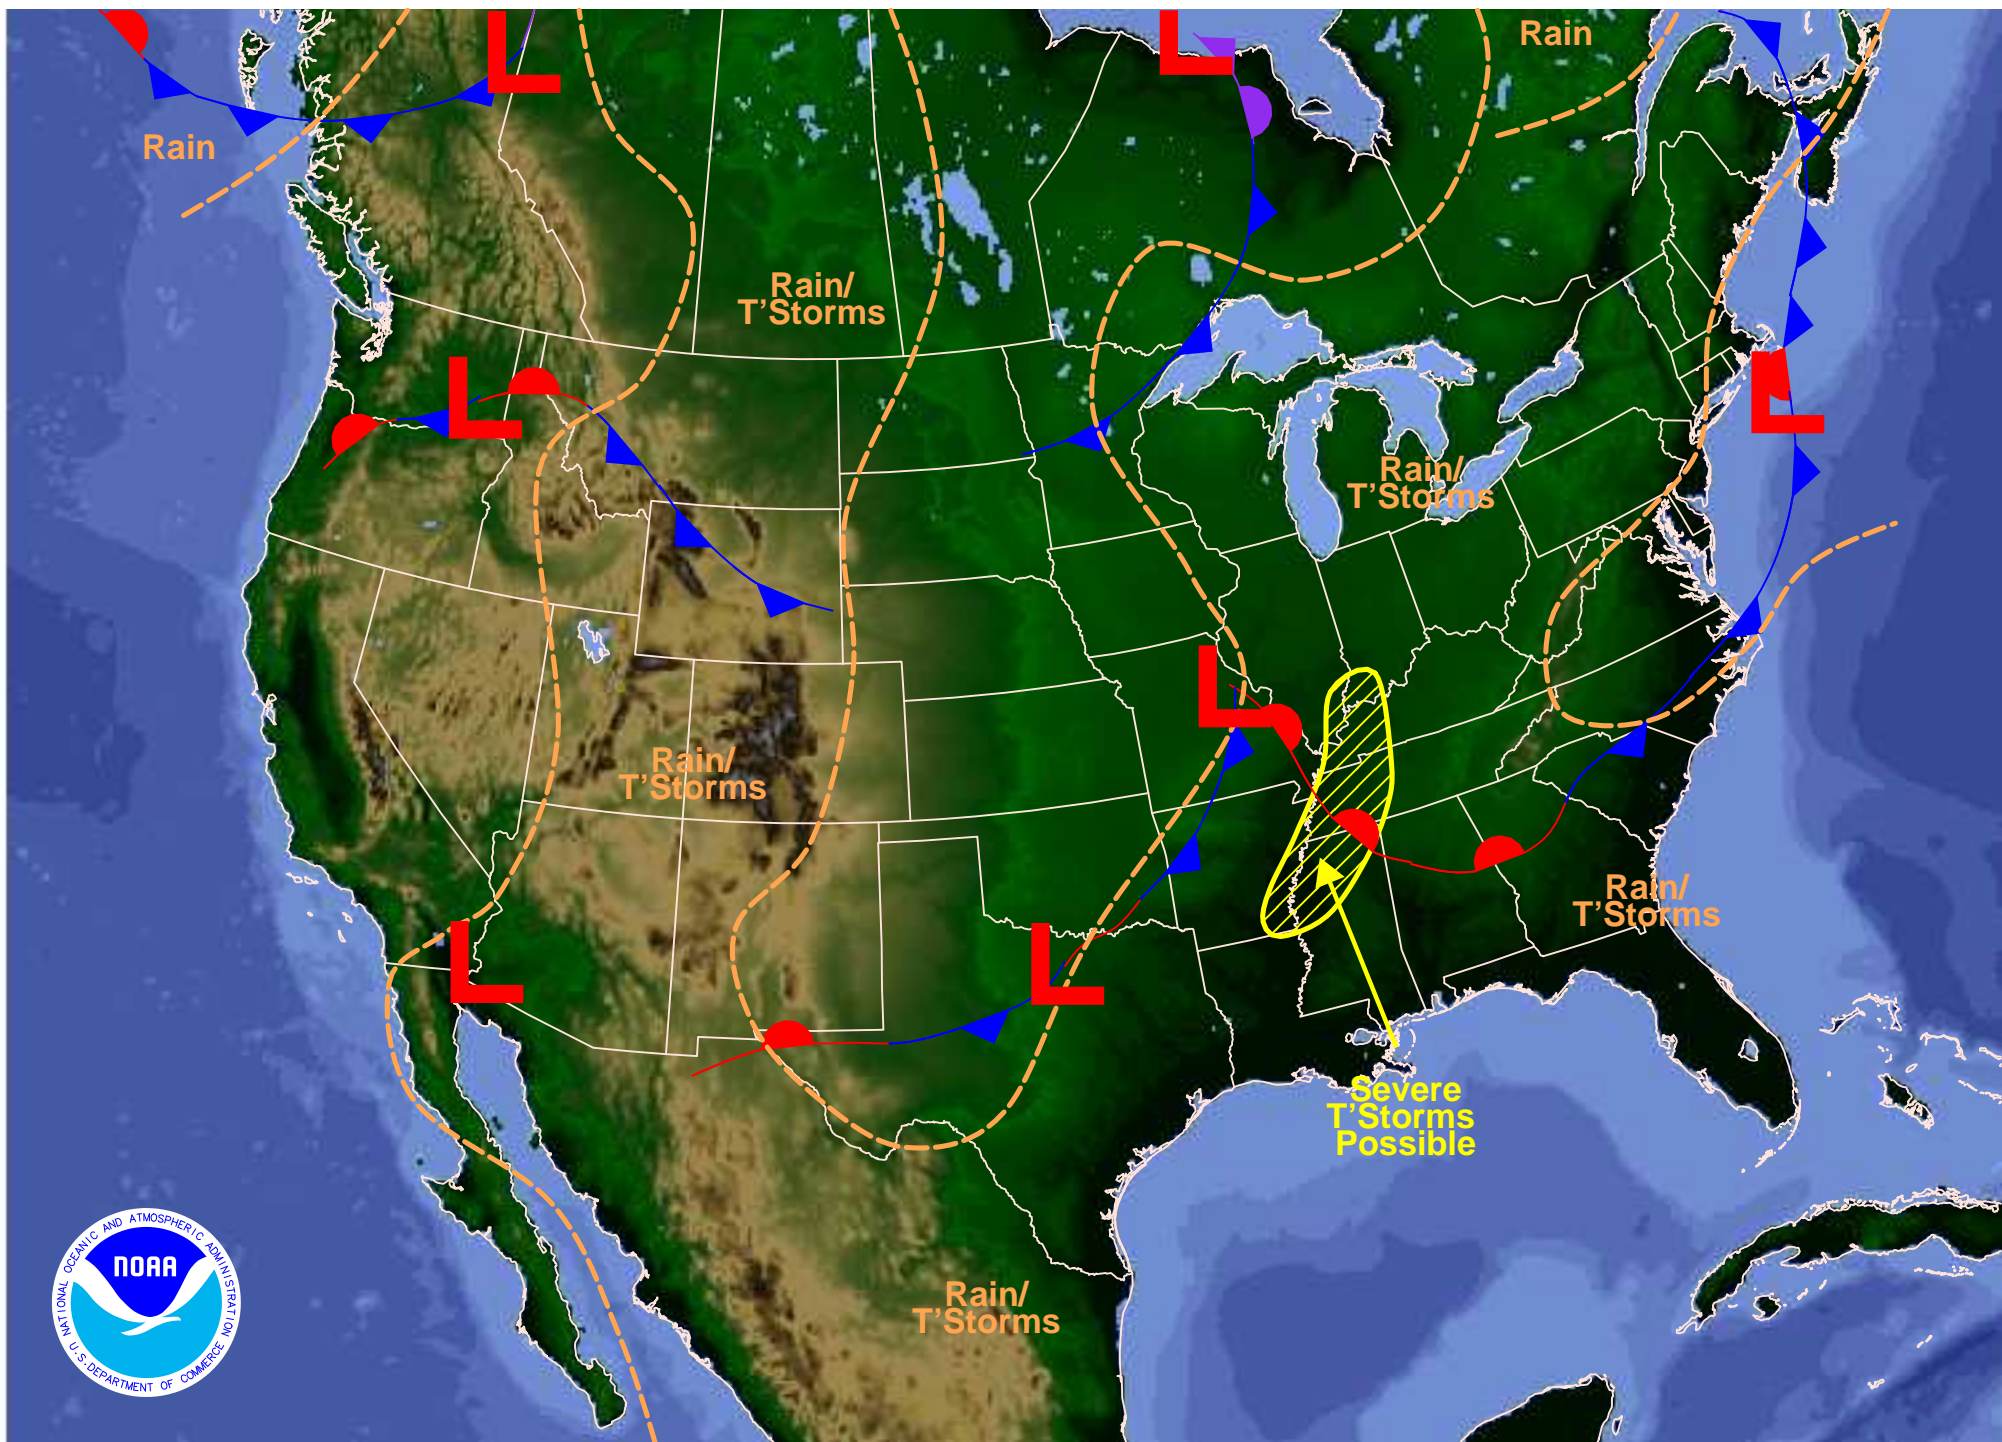 Rain
Rain
Rain/
T'Storms
Rain/
T'Storms
Rain/
T'Storms
Rain/
T'Storms
Severe
T'Storms
Possible
Rain/
T'Storms
L
L
L
L
L
L
L
NATIONAL OCEANIC AND ATMOSPHERIC ADMINISTRATION
NOAA
U.S. DEPARTMENT OF COMMERCE